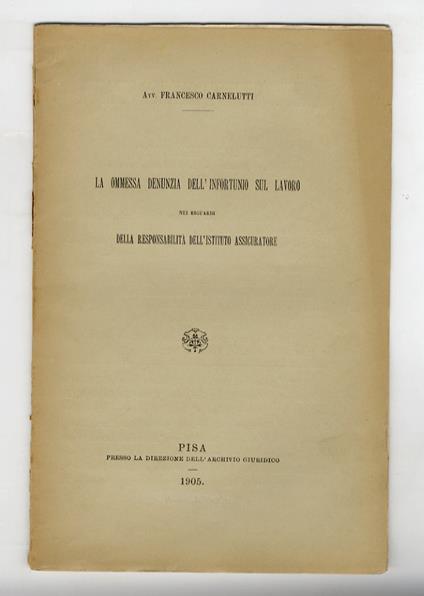 Avv. FRANCESCO CARNELUTTI
LA OMMESSA DENUNZIA DELL'INFORTUNIO SUL LAVORO
NEI RIGUARDI
DELLA RESPONSABILITÀ DELL'ISTITUTO ASSICURATORE
PISA
PRESSO LA DIREZIONE DELL'ARCHIVIO GIURIDICO
1905.